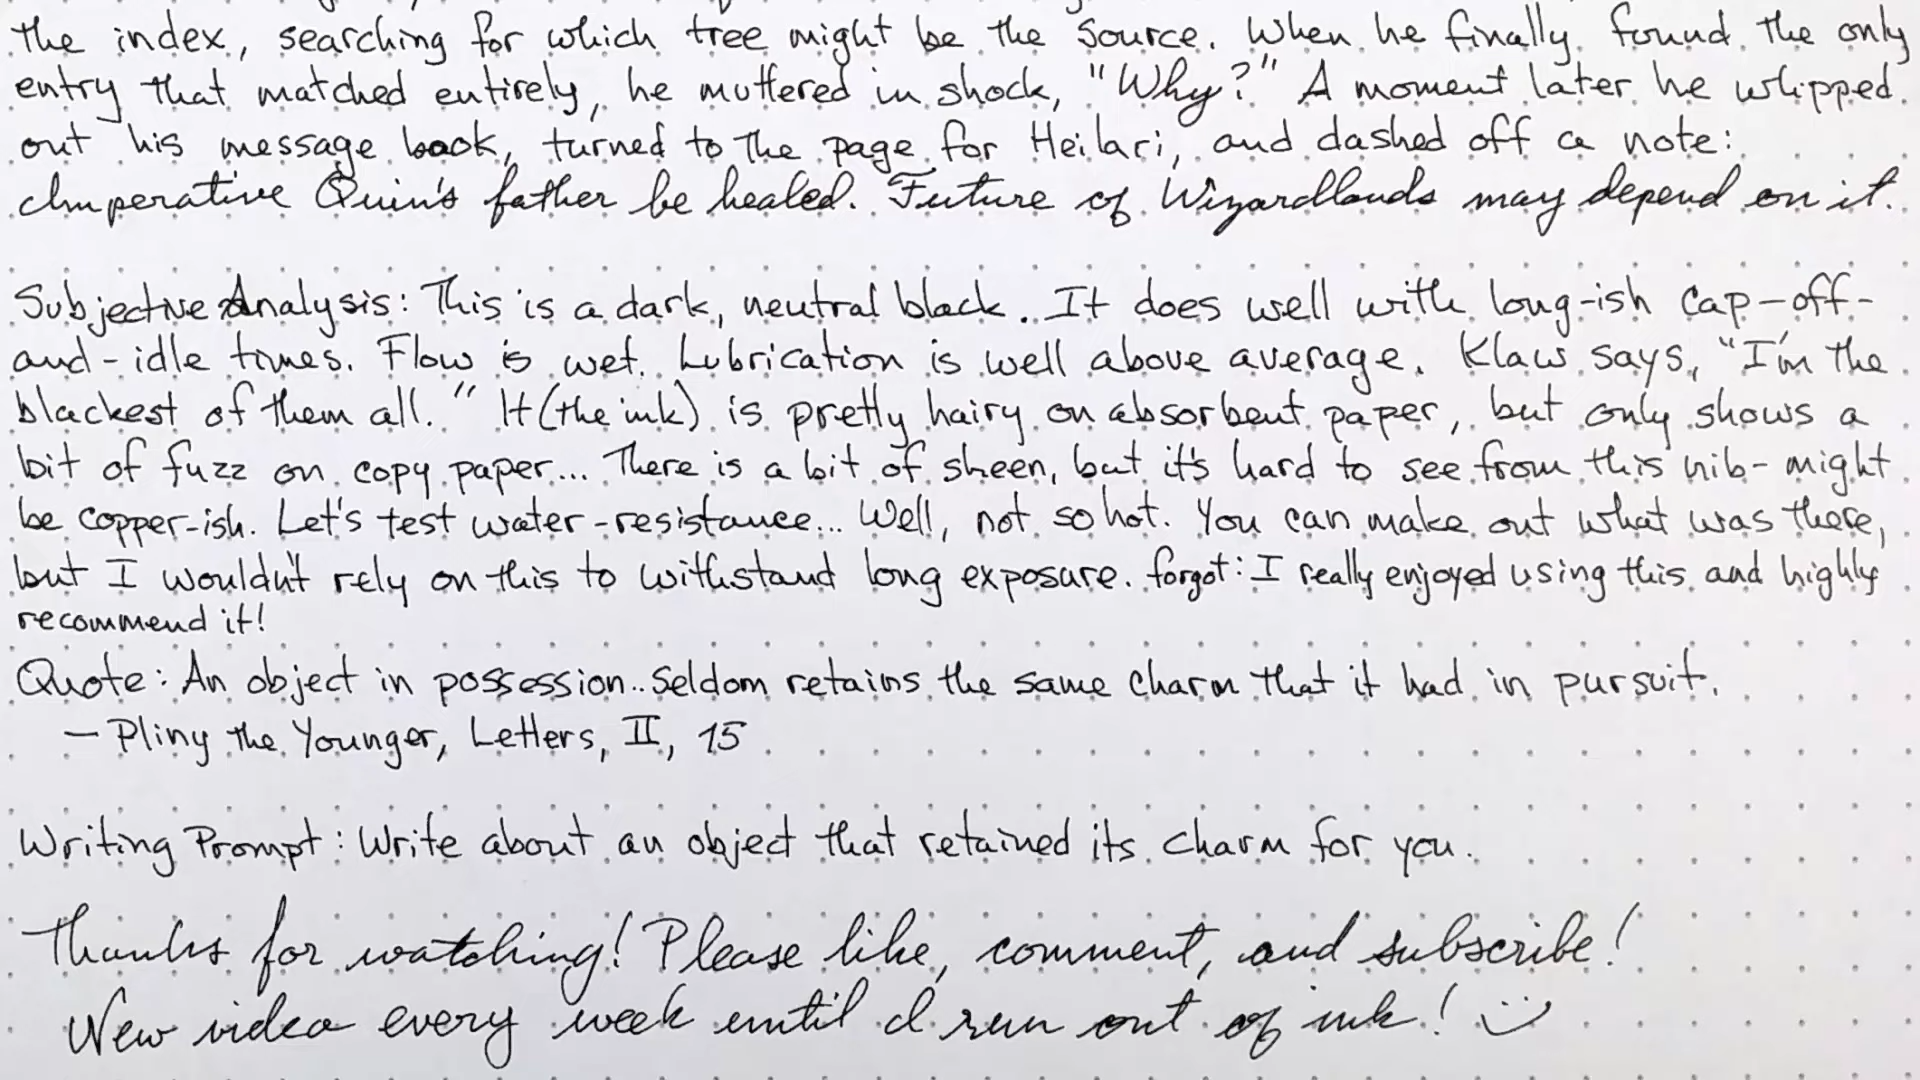 the index, searching for which tree might be the source. When he finally found the only
entry that matched entirely, he muttered in shock, "Why?" A moment later he whipped
out his message book, turned to the page for Heilari, and dashed off a note:
Imperative Quin's father be healed. Future of Wizardlands may depend on it.
Subjective Analysis: This is a dark, neutral black. It does well with long-ish cap-off-
and-idle times. Flow is wet. Lubrication is well above average. Klaw says, "I'm the
blackest of them all." It (the ink) is pretty hairy on absorbent paper, but only shows a
bit of fuzz on copy paper... There is a bit of sheen, but it's hard to see from this nib- might
be copper-ish. Let's test water-resistance... Well, not so hot. You can make out what was there,
but I wouldn't rely on this to withstand long exposure. forgot: I really enjoyed using this and highly
recommend it!
Quote: An object in possession.. seldom retains the same charm that it had in pursuit.
— Pliny the Younger, Letters, II, 15
Writing Prompt: Write about an object that retained its charm for you.
Thanks for watching! Please like, comment, and subscribe!
New video every week until I run out of ink! :)